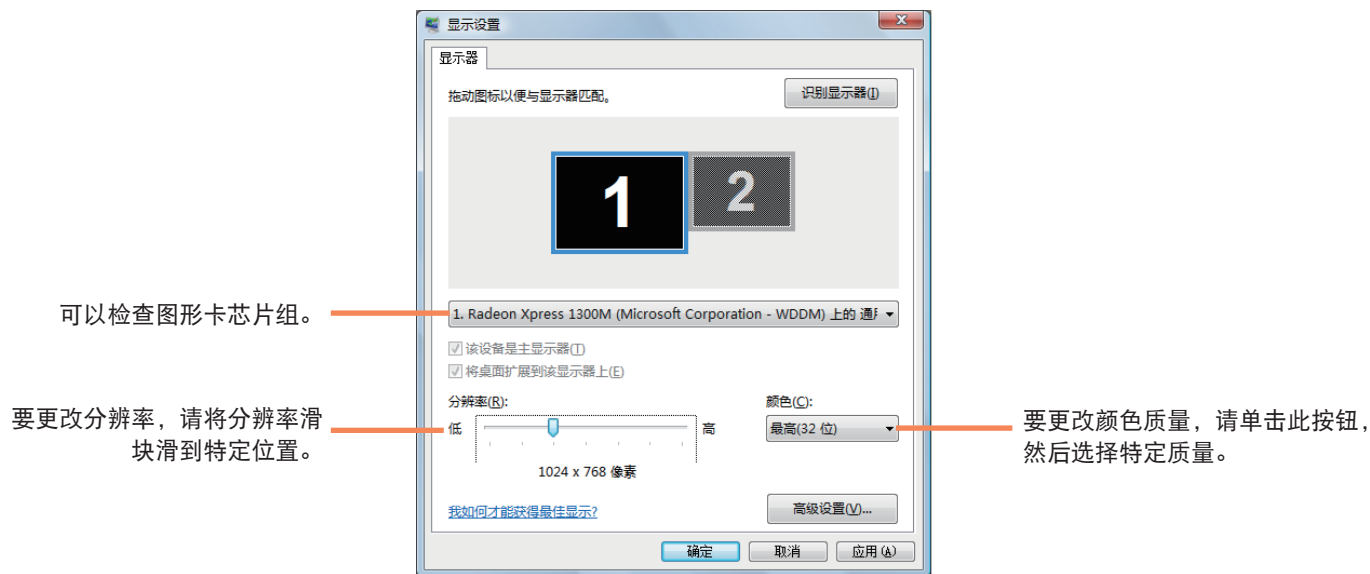 显示设置
显示器
拖动图标以便与显示器匹配。
识别显示器(I)
1
2
可以检查图形卡芯片组。
1. Radeon Xpress 1300M (Microsoft Corporation - WDDM) 上的 通
该设备是主显示器(T)
将桌面扩展到该显示器上(E)
要更改分辨率，请将分辨率滑
块滑到特定位置。
分辨率(R):
低
高
1024 x 768 像素
颜色(C):
最高(32 位)
要更改颜色质量，请单击此按钮，
然后选择特定质量。
我如何才能获得最佳显示?
高级设置(V)...
确定
取消
应用(A)